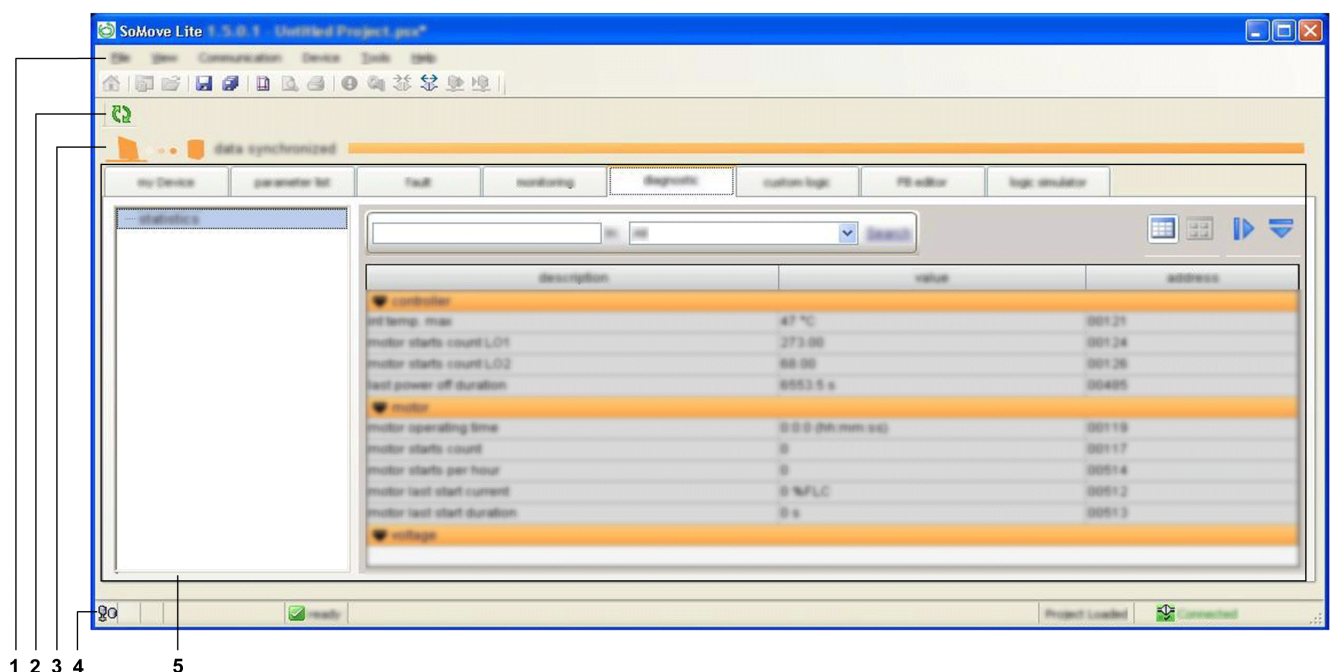 SoMove Lite 1.5.0.1 - Untitled Project.psx*
File View Communication Device Tools Help
data synchronized
my Device parameter list fault monitoring diagnostic custom logic FB editor logic simulator
statistics
In: All Search
description value address
controller
int temp. max 47 °C 00121
motor starts count LO1 273.00 00124
motor starts count LO2 68.00 00126
last power off duration 6553.5 s 00485
motor
motor operating time 0:0:0 (hh:mm:ss) 00119
motor starts count 0 00117
motor starts per hour 0 00514
motor last start current 0 %FLC 00512
motor last start duration 0 s 00513
voltage
ready Project Loaded Connected
1 2 3 4 5